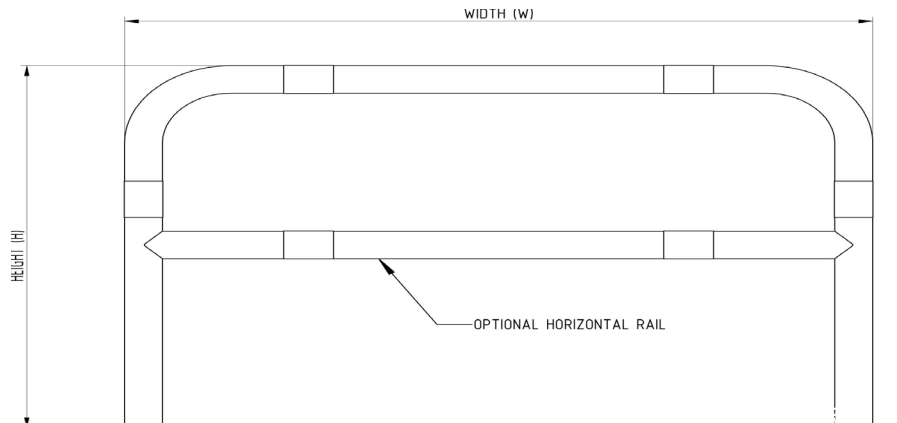 WIDTH (W)
HEIGHT (H)
OPTIONAL HORIZONTAL RAIL